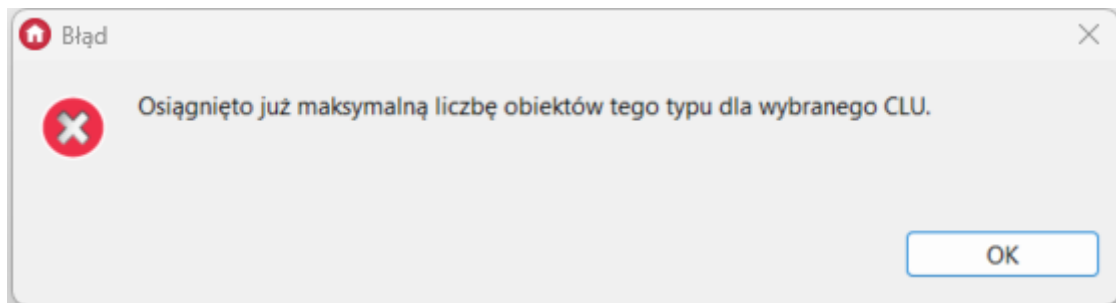 Błąd
Osiągnięto już maksymalną liczbę obiektów tego typu dla wybranego CLU.
OK